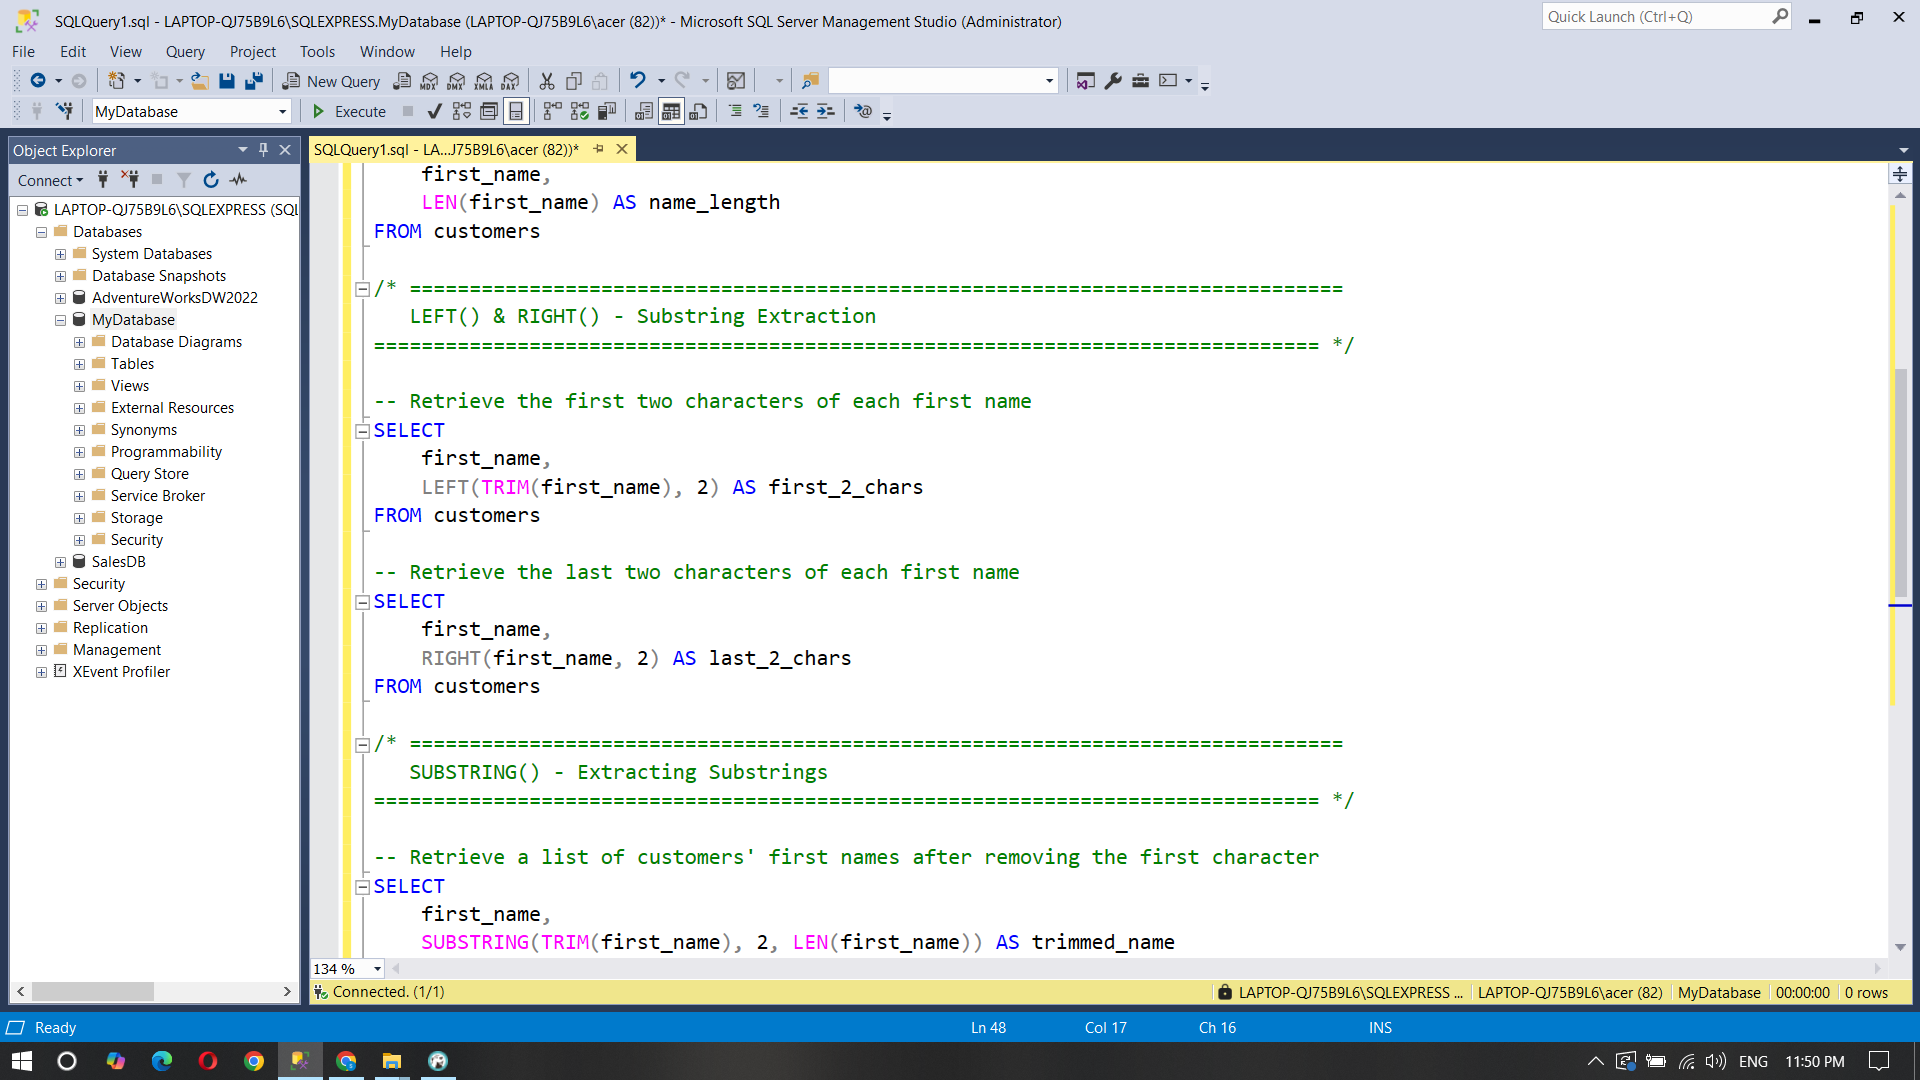 SQLQuery1.sql - LAPTOP-QJ75B9L6\SQLEXPRESS.MyDatabase (LAPTOP-QJ75B9L6\acer (82))* - Microsoft SQL Server Management Studio (Administrator)
Quick Launch (Ctrl+Q)
File Edit View Query Project Tools Window Help
New Query MDX DMX XMLA DAX
MyDatabase Execute
Object Explorer
SQLQuery1.sql - LA...J75B9L6\acer (82))*
Connect
LAPTOP-QJ75B9L6\SQLEXPRESS (SQL
Databases
System Databases
Database Snapshots
AdventureWorksDW2022
MyDatabase
Database Diagrams
Tables
Views
External Resources
Synonyms
Programmability
Query Store
Service Broker
Storage
Security
SalesDB
Security
Server Objects
Replication
Management
XEvent Profiler
first_name,
LEN(first_name) AS name_length
FROM customers
/* ==============================================================================
LEFT() & RIGHT() - Substring Extraction
=============================================================================== */
-- Retrieve the first two characters of each first name
SELECT
first_name,
LEFT(TRIM(first_name), 2) AS first_2_chars
FROM customers
-- Retrieve the last two characters of each first name
SELECT
first_name,
RIGHT(first_name, 2) AS last_2_chars
FROM customers
/* ==============================================================================
SUBSTRING() - Extracting Substrings
=============================================================================== */
-- Retrieve a list of customers' first names after removing the first character
SELECT
first_name,
SUBSTRING(TRIM(first_name), 2, LEN(first_name)) AS trimmed_name
134 %
Connected. (1/1)
LAPTOP-QJ75B9L6\SQLEXPRESS ... LAPTOP-QJ75B9L6\acer (82) MyDatabase 00:00:00 0 rows
Ready Ln 48 Col 17 Ch 16 INS
ENG 11:50 PM